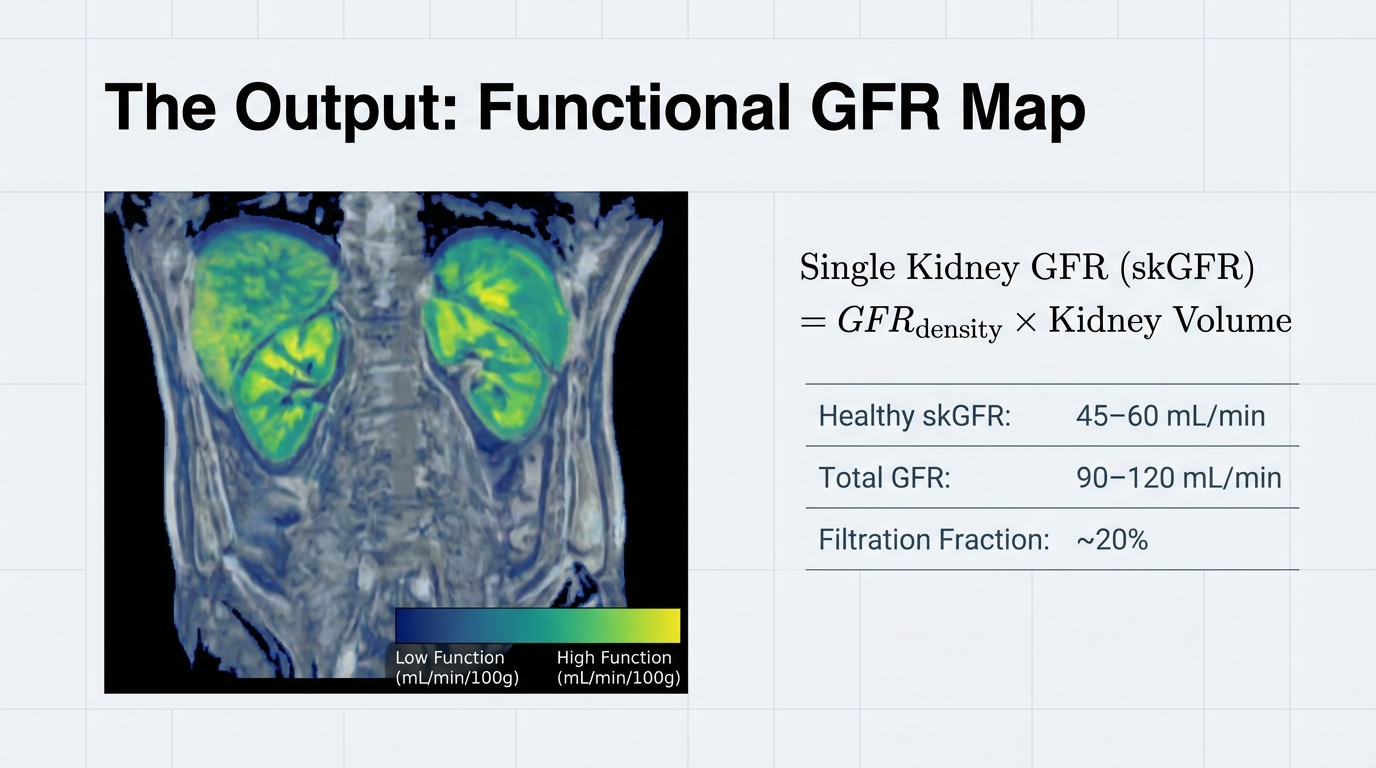 The Output: Functional GFR Map
Single Kidney GFR (skGFR)
= GFR_density × Kidney Volume
Healthy skGFR: 45–60 mL/min
Total GFR: 90–120 mL/min
Filtration Fraction: ~20%
Low Function High Function
(mL/min/100g) (mL/min/100g)